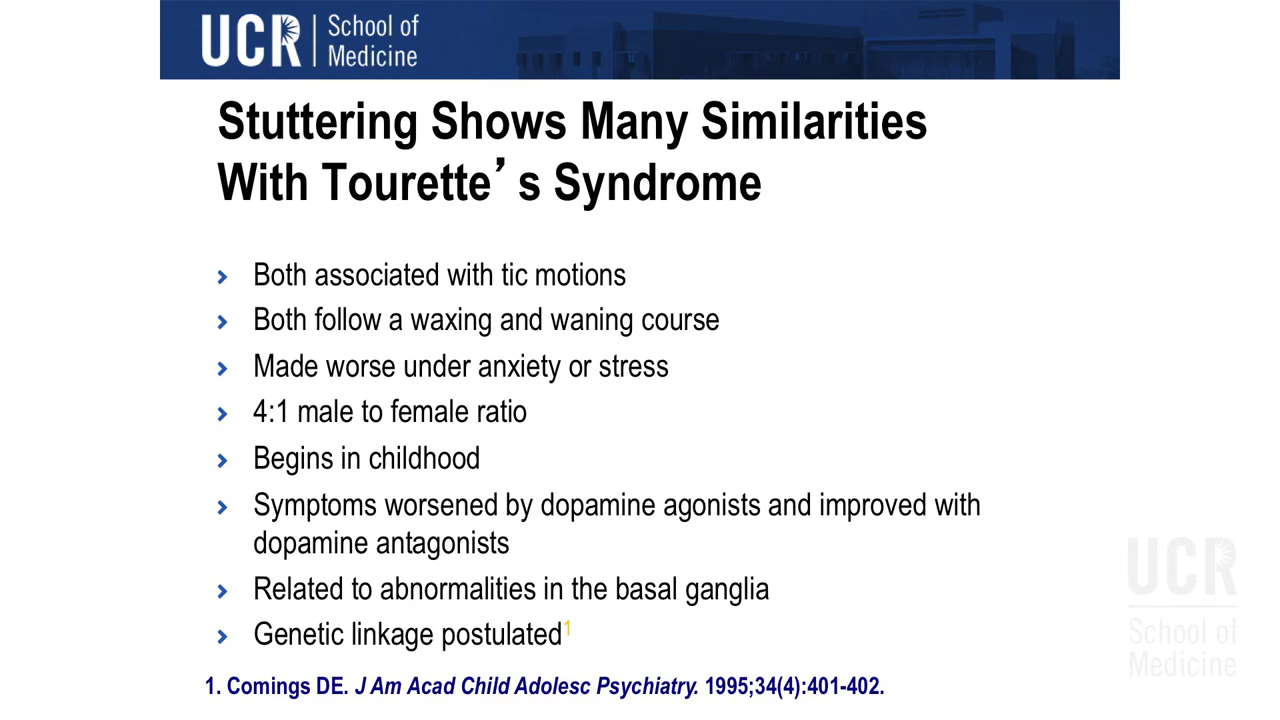 UCR School of
Medicine
Stuttering Shows Many Similarities
With Tourette’s Syndrome
Both associated with tic motions
Both follow a waxing and waning course
Made worse under anxiety or stress
4:1 male to female ratio
Begins in childhood
Symptoms worsened by dopamine agonists and improved with
dopamine antagonists
Related to abnormalities in the basal ganglia
Genetic linkage postulated1
1. Comings DE. J Am Acad Child Adolesc Psychiatry. 1995;34(4):401-402.
UCR
School of
Medicine